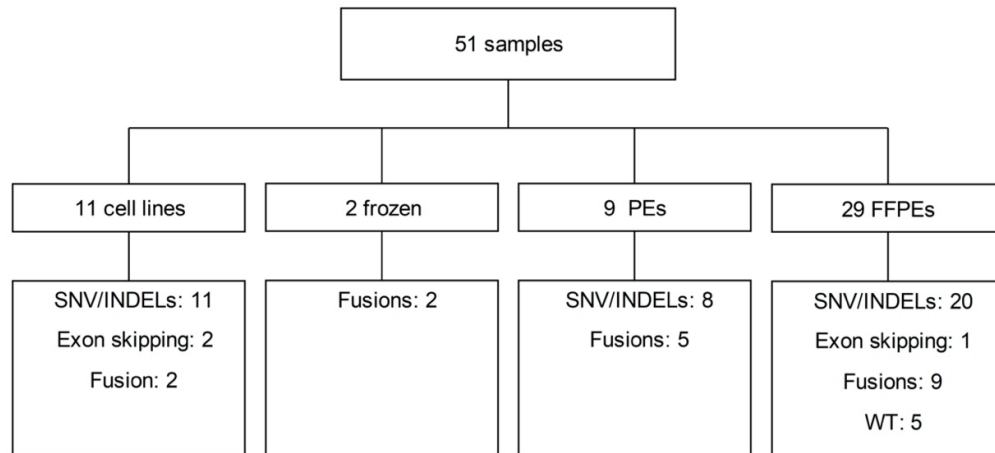 51 samples
11 cell lines
2 frozen
9 PEs
29 FFPEs
SNV/INDELs: 11
Exon skipping: 2
Fusion: 2
Fusions: 2
SNV/INDELs: 8
Fusions: 5
SNV/INDELs: 20
Exon skipping: 1
Fusions: 9
WT: 5